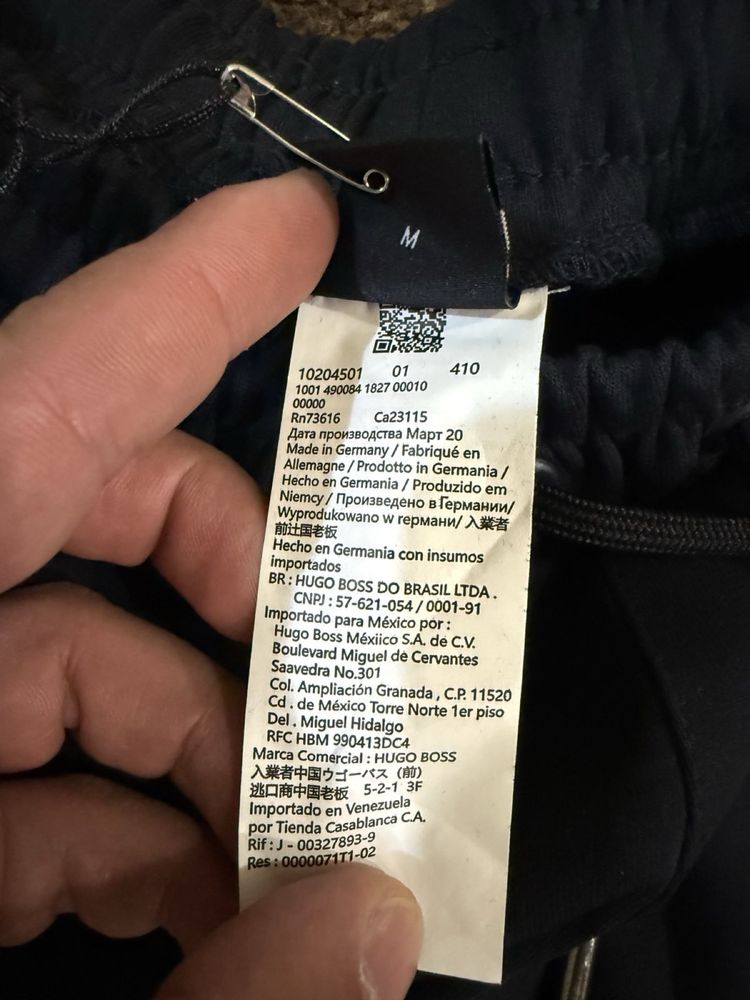 M
10204501 01 410
1001 490084 1827 00010
00000
Rn73616 Ca23115
Дата производства Март 20
Made in Germany / Fabriqué en
Allemagne / Prodotto in Germania /
Hecho en Germania / Produzido em
Niemcy / Произведено в Германии/
Wyprodukowano w германи/ 入業者
前辻国老板
Hecho en Germania con insumos
importados
BR : HUGO BOSS DO BRASIL LTDA .
CNPJ : 57-621-054 / 0001-91
Importado para México por :
Hugo Boss Méxiico S.A. de C.V.
Boulevard Miguel de Cervantes
Saavedra No.301
Col. Ampliación Granada , C.P. 11520
Cd . de México Torre Norte 1er piso
Del . Miguel Hidalgo
RFC HBM 990413DC4
Marca Comercial : HUGO BOSS
入業者中国ウゴーバス（前）
逃口商中国老板 5-2-1 3F
Importado en Venezuela
por Tienda Casablanca C.A.
Rif : J - 00327893-9
Res : 0000071T1-02